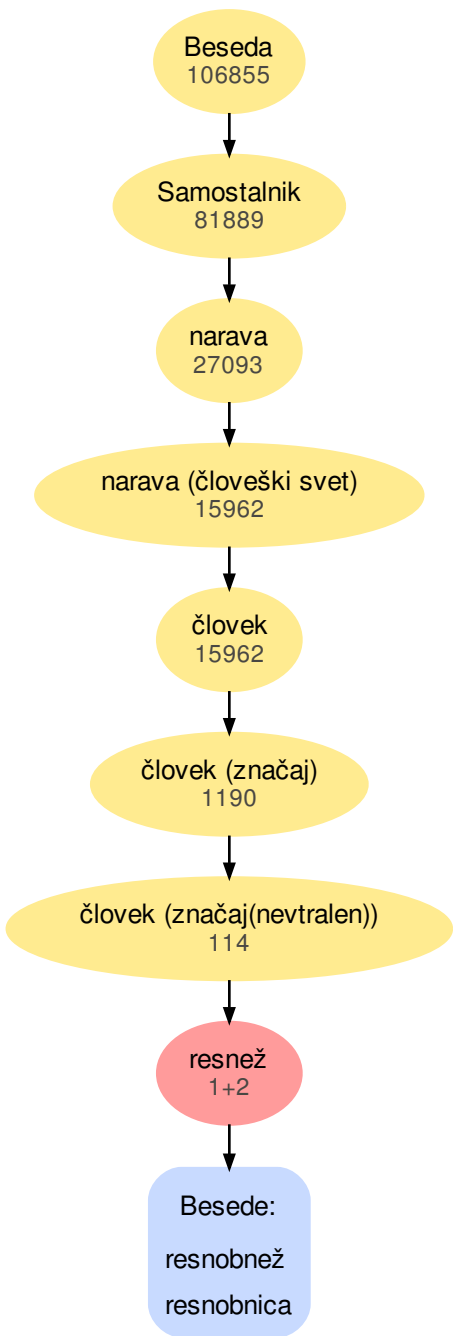 Beseda
106855
Samostalnik
81889
narava
27093
narava (človeški svet)
15962
človek
15962
človek (značaj)
1190
človek (značaj(nevtralen))
114
resnež
1+2
Besede:
resnobnež
resnobnica